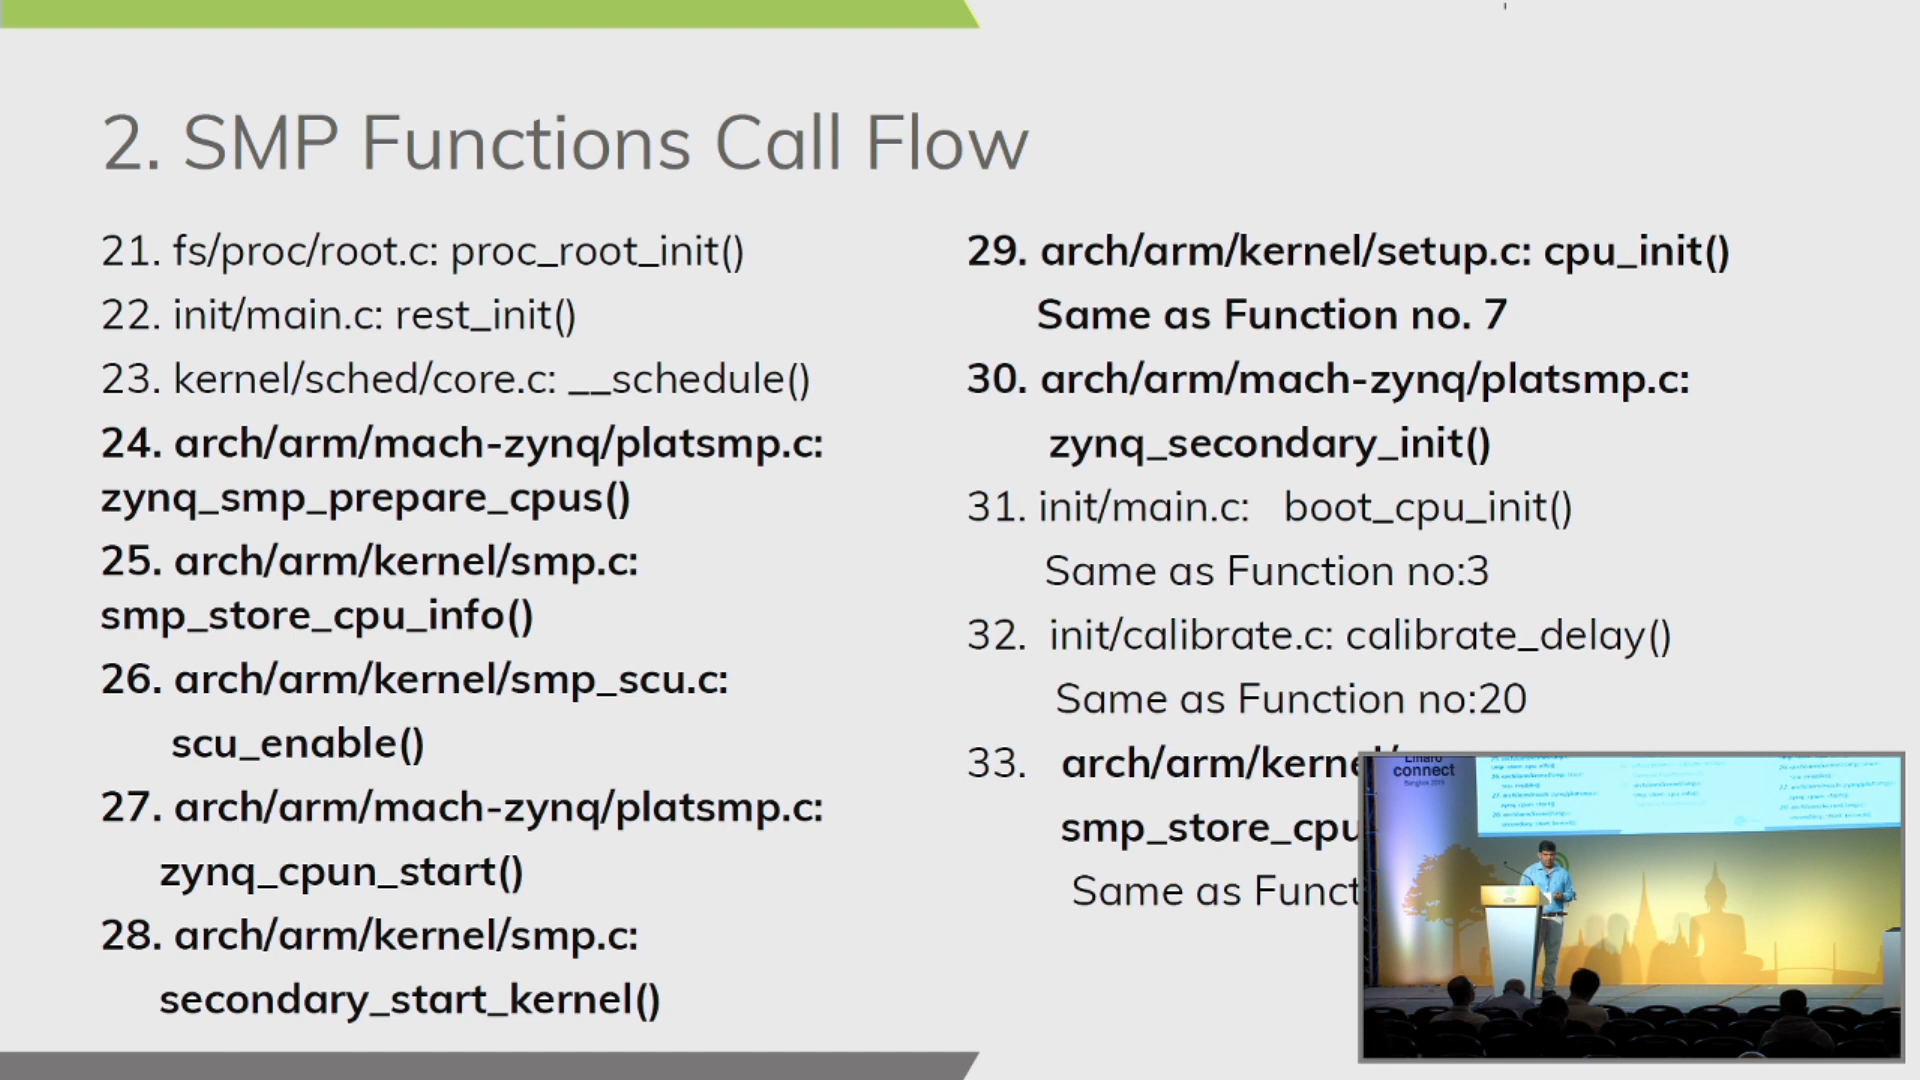 2. SMP Functions Call Flow
21. fs/proc/root.c: proc_root_init()
22. init/main.c: rest_init()
23. kernel/sched/core.c: __schedule()
24. arch/arm/mach-zynq/platsmp.c:
zynq_smp_prepare_cpus()
25. arch/arm/kernel/smp.c:
smp_store_cpu_info()
26. arch/arm/kernel/smp_scu.c:
scu_enable()
27. arch/arm/mach-zynq/platsmp.c:
zynq_cpun_start()
28. arch/arm/kernel/smp.c:
secondary_start_kernel()
29. arch/arm/kernel/setup.c: cpu_init()
Same as Function no. 7
30. arch/arm/mach-zynq/platsmp.c:
zynq_secondary_init()
31. init/main.c: boot_cpu_init()
Same as Function no:3
32. init/calibrate.c: calibrate_delay()
Same as Function no:20
33. arch/arm/kerne
smp_store_cpu
Same as Funct
connect